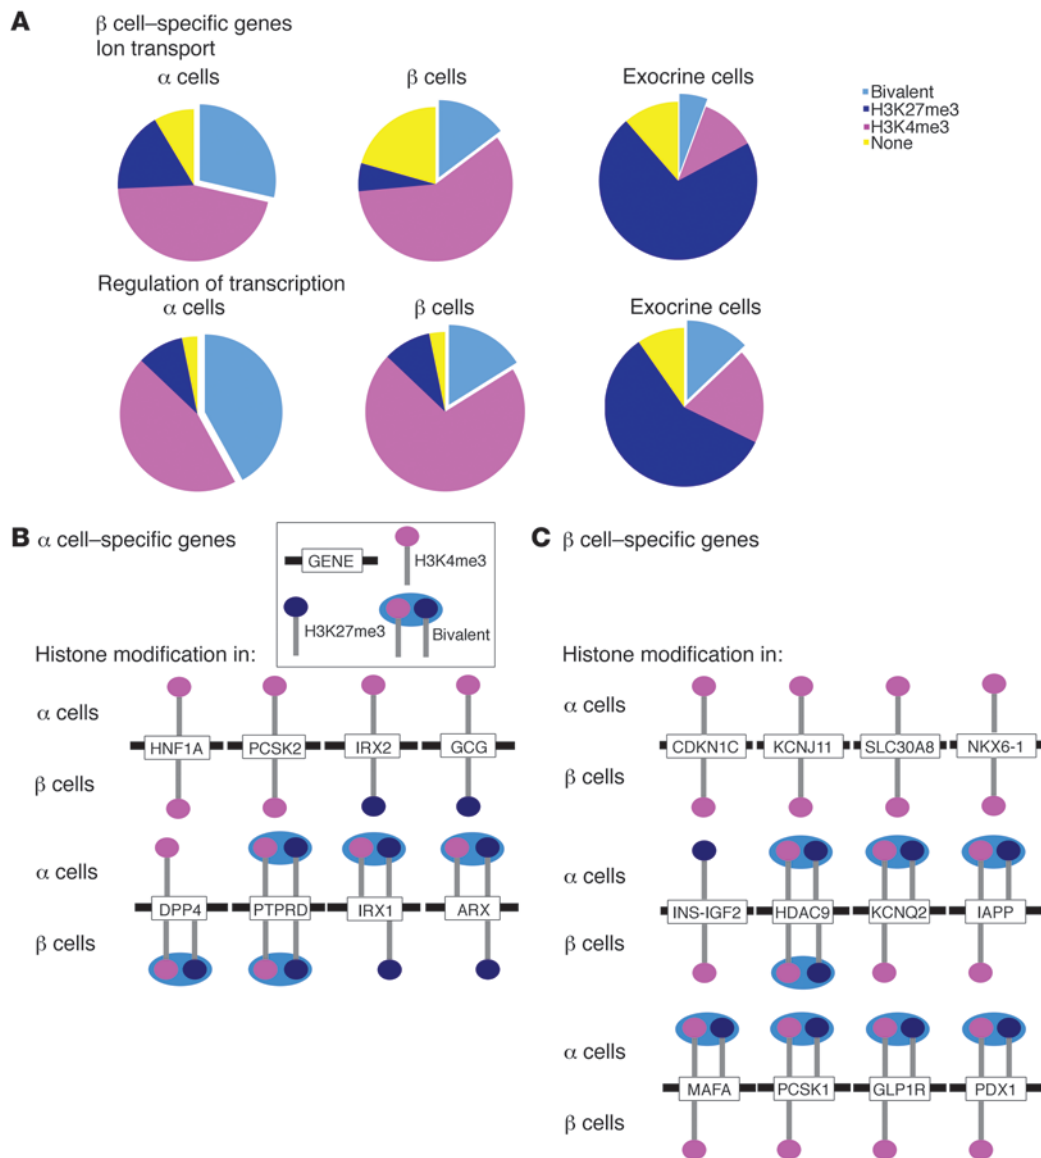 A
β cell–specific genes
Ion transport
α cells
β cells
Exocrine cells
Bivalent
H3K27me3
H3K4me3
None
Regulation of transcription
α cells
β cells
Exocrine cells
B α cell–specific genes
GENE
H3K4me3
H3K27me3
Bivalent
Histone modification in:
α cells
HNF1A PCSK2 IRX2 GCG
β cells
α cells
DPP4 PTPRD IRX1 ARX
β cells
C β cell–specific genes
Histone modification in:
α cells
CDKN1C KCNJ11 SLC30A8 NKX6-1
β cells
α cells
INS-IGF2 HDAC9 KCNQ2 IAPP
β cells
α cells
MAFA PCSK1 GLP1R PDX1
β cells